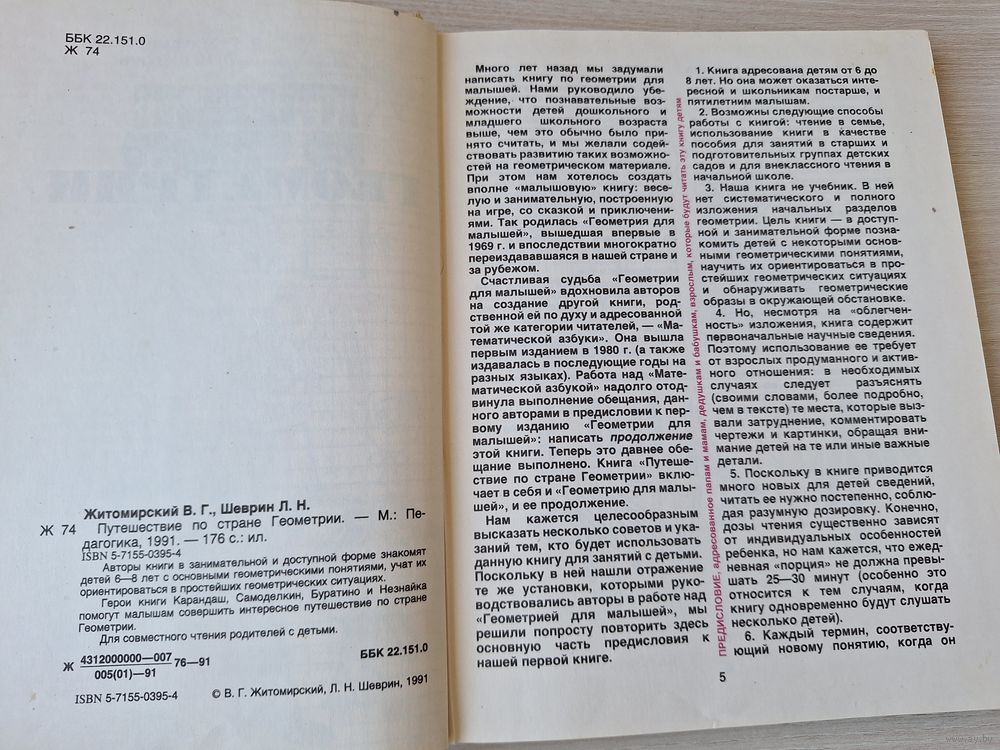 ББК 22.151.0
Ж 74
Житомирский В. Г., Шеврин Л. Н.
Ж 74 Путешествие по стране Геометрии. — М.: Пе-
дагогика, 1991. — 176 с.: ил.
ISBN 5-7155-0395-4
Авторы книги в занимательной и доступной форме знакомят
детей 6—8 лет с основными геометрическими понятиями, учат их
ориентироваться в простейших геометрических ситуациях.
Герои книги Карандаш, Самоделкин, Буратино и Незнайка
помогут малышам совершить интересное путешествие по стране
Геометрии.
Для совместного чтения родителей с детьми.
Ж 4312000000—007 76—91
005(01)—91
ББК 22.151.0
ISBN 5-7155-0395-4
© В. Г. Житомирский, Л. Н. Шеврин, 1991
Много лет назад мы задумали
написать книгу по геометрии для
малышей. Нами руководило убе-
ждение, что познавательные воз-
можности детей дошкольного и
младшего школьного возраста
выше, чем это обычно было при-
нято считать, и мы желали содей-
ствовать развитию таких возможно-
стей на геометрическом материале.
При этом нам хотелось создать
вполне «малышовую» книгу: весе-
лую и занимательную, построенную
на игре, со сказкой и приключени-
ями. Так родилась «Геометрия для
малышей», вышедшая впервые в
1969 г. и впоследствии многократно
переиздававшаяся в нашей стране и
за рубежом.
Счастливая судьба «Геометрии
для малышей» вдохновила авторов
на создание другой книги, род-
ственной ей по духу и адресованной
той же категории читателей, — «Ма-
тематической азбуки». Она вышла
первым изданием в 1980 г. (а также
издавалась в последующие годы на
разных языках). Работа над «Мате-
матической азбукой» надолго отод-
винула выполнение обещания, дан-
ного авторами в предисловии к пер-
вому изданию «Геометрии для
малышей»: написать продолжение
этой книги. Теперь это давнее обе-
щание выполнено. Книга «Путеше-
ствие по стране Геометрии» вклю-
чает в себя и «Геометрию для малы-
шей», и ее продолжение.
Нам кажется целесообразным
высказать несколько советов и ука-
заний тем, кто будет использовать
данную книгу для занятий с детьми.
Поскольку в ней нашли отражение
те же установки, которыми руко-
водствовались авторы в работе над
«Геометрией для малышей», мы
решили попросту повторить здесь
основную часть предисловия к
нашей первой книге.
ПРЕДИСЛОВИЕ, адресованное папам и мамам, дедушкам и бабушкам, взрослым, которые будут читать эту книгу детям
1. Книга адресована детям от 6 до
8 лет. Но она может оказаться инте-
ресной и школьникам постарше, и
пятилетним малышам.
2. Возможны следующие способы
работы с книгой: чтение в семье,
использование книги в качестве
пособия для занятий в старших и
подготовительных группах детских
садов и для внеклассного чтения в
начальной школе.
3. Наша книга не учебник. В ней
нет систематического и полного
изложения начальных разделов
геометрии. Цель книги — в доступ-
ной и занимательной форме позна-
комить детей с некоторыми основ-
ными геометрическими понятиями,
научить их ориентироваться в про-
стейших геометрических ситуациях
и обнаруживать геометрические
образы в окружающей обстановке.
4. Но, несмотря на «облегчен-
ность» изложения, книга содержит
первоначальные научные сведения.
Поэтому использование ее требует
от взрослых продуманного и актив-
ного отношения: в необходимых
случаях следует разъяснять
(своими словами, более подробно,
чем в тексте) те места, которые выз-
вали затруднение, комментировать
чертежи и картинки, обращая вни-
мание детей на те или иные важные
детали.
5. Поскольку в книге приводится
много новых для детей сведений,
читать ее нужно постепенно, соблю-
дая разумную дозировку. Конечно,
дозы чтения существенно зависят
от индивидуальных особенностей
ребенка, но нам кажется, что ежед-
невная «порция» не должна превы-
шать 25—30 минут (особенно это
относится к тем случаям, когда
книгу одновременно будут слушать
несколько детей).
6. Каждый термин, соответству-
ющий новому понятию, когда он
5